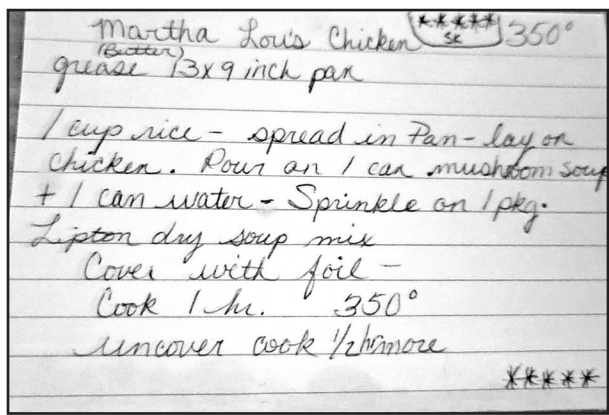 Martha Lou's Chicken ***** SK 350°
(Butter)
grease 13x9 inch pan
1 cup rice - spread in Pan - lay on
chicken. Pour on 1 can mushroom soup
+ 1 can water - Sprinkle on 1 pkg.
Lipton dry soup mix
Cover with foil -
Cook 1 hr. 350°
uncover cook 1/2 hr more
*****